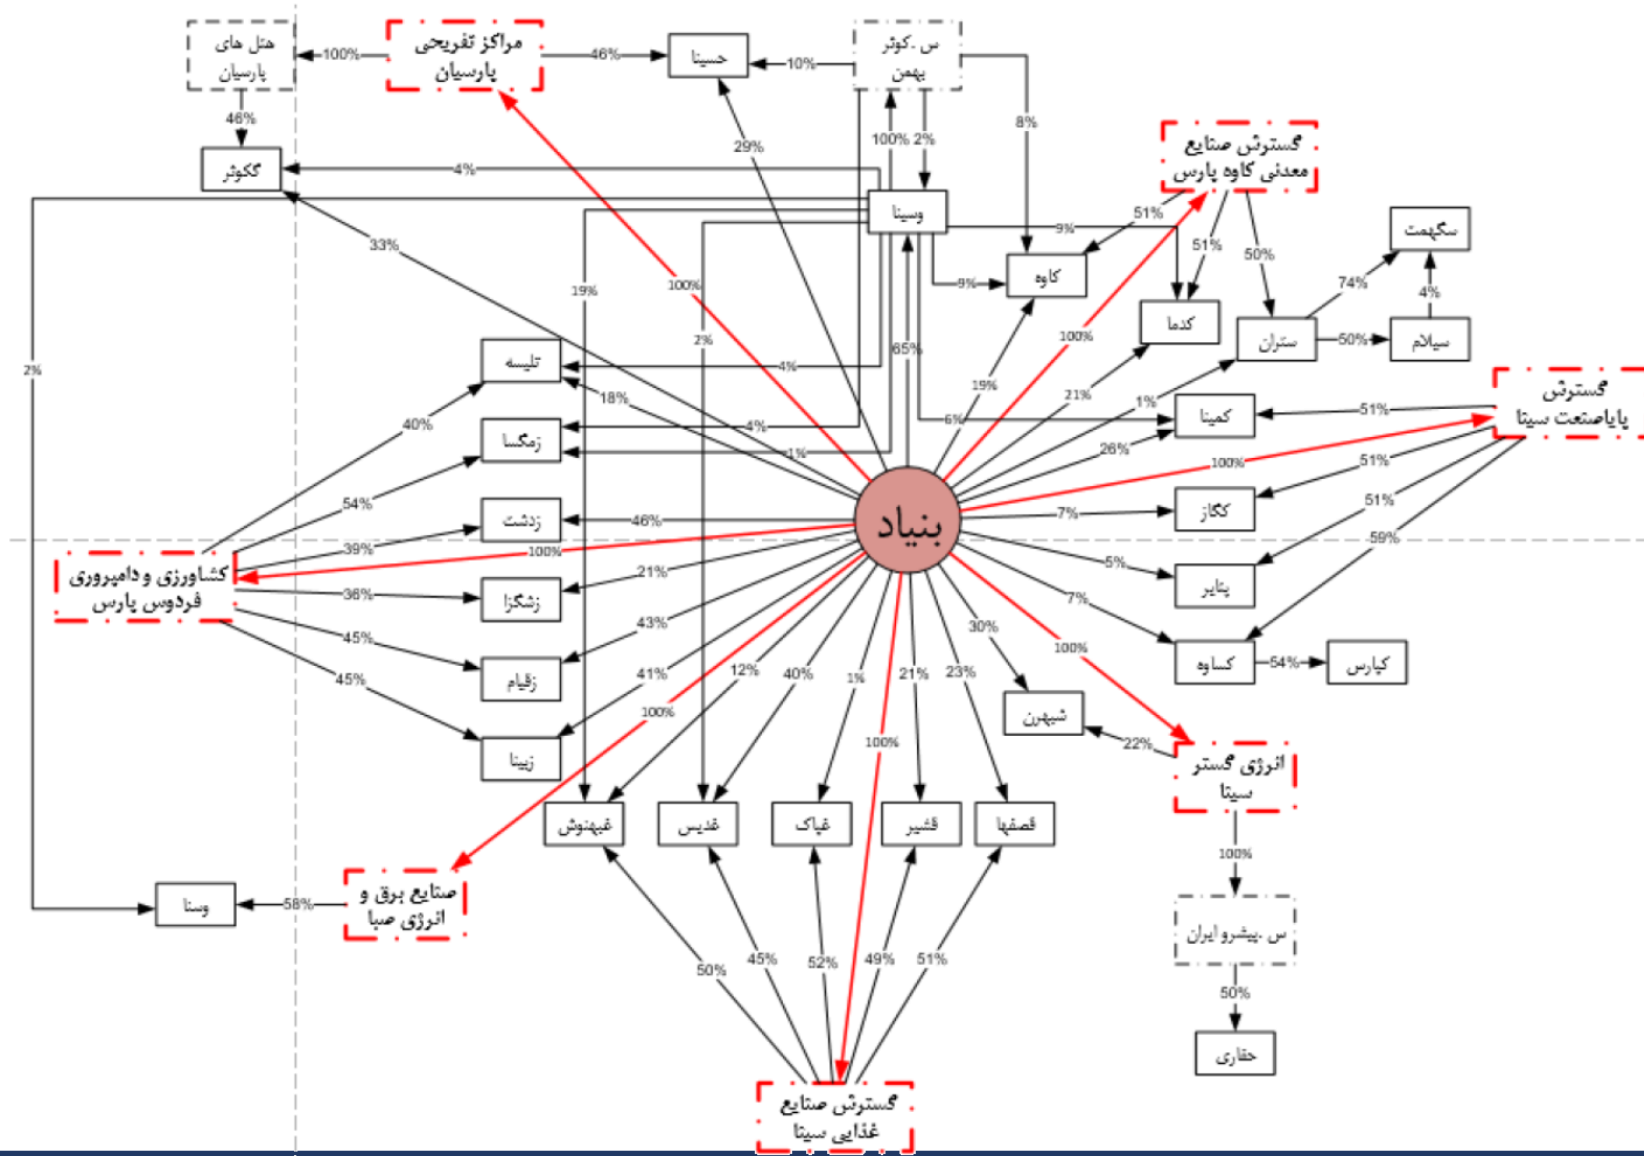 هتل های
پارسیان
100%
مراکز تفریحی
پارسیان
46%
حسینا
10%
س .کوثر
بهمن
46%
گکوثر
4%
29%
100%
2%
8%
گسترش صنایع
معدنی کاوه پارس
وسینا
51%
9%
51%
50%
سگهمت
33%
19%
100%
9%
کاوه
74%
4%
2%
2%
کدما
100%
ستران
50%
سیلام
تلیسه
4%
65%
18%
19%
21%
1%
گسترش
پایاصنعت سینا
40%
زمگسا
4%
1%
6%
کمینا
51%
26%
100%
51%
54%
زدشت
46%
بنیاد
7%
کگاز
51%
39%
100%
59%
کشاورزی و دامپروری
فردوس پارس
36%
زشگزا
21%
5%
پتایر
7%
45%
43%
30%
100%
45%
زقیام
41%
12%
40%
1%
21%
23%
کساوه
54%
کپارس
100%
شبهرن
22%
زبینا
100%
انرژی گستر
سینا
غبهنوش
غدیس
غپاک
قشیر
قصفها
100%
وسنا
58%
صنایع برق و
انرژی صبا
س .پیشرو ایران
50%
45%
52%
49%
51%
50%
حفاری
گسترش صنایع
غذایی سینا